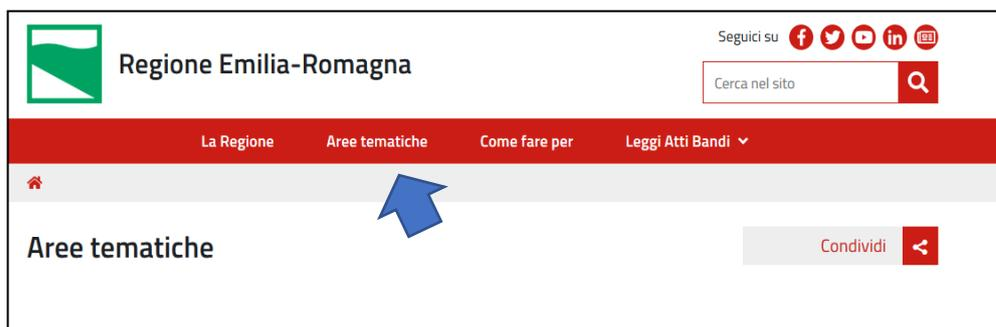 Seguici su
Regione Emilia-Romagna
Cerca nel sito
La Regione Aree tematiche Come fare per Leggi Atti Bandi
Aree tematiche
Condividi